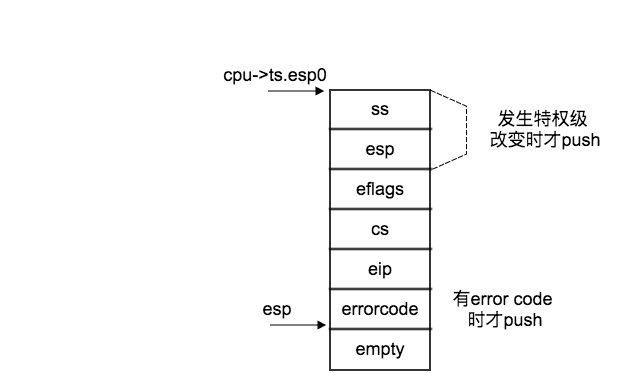 cpu->ts.esp0
ss
esp
发生特权级
改变时才push
eflags
cs
eip
esp
errorcode
有error code
时才push
empty